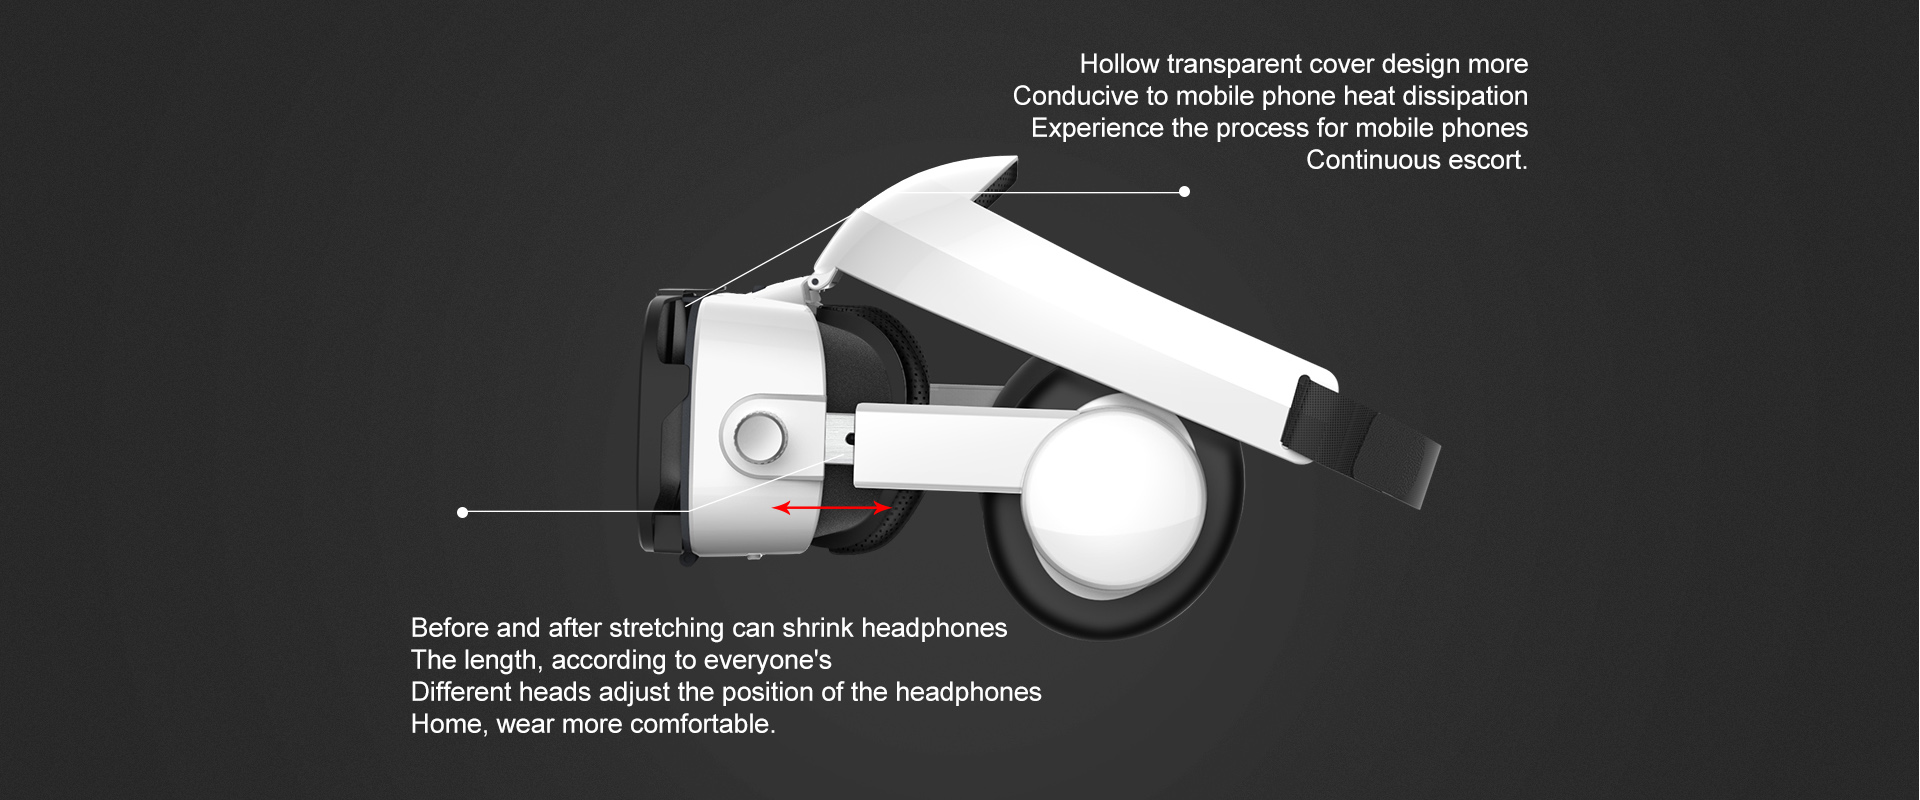 Hollow transparent cover design more
Conducive to mobile phone heat dissipation
Experience the process for mobile phones
Continuous escort.
Before and after stretching can shrink headphones
The length, according to everyone's
Different heads adjust the position of the headphones
Home, wear more comfortable.